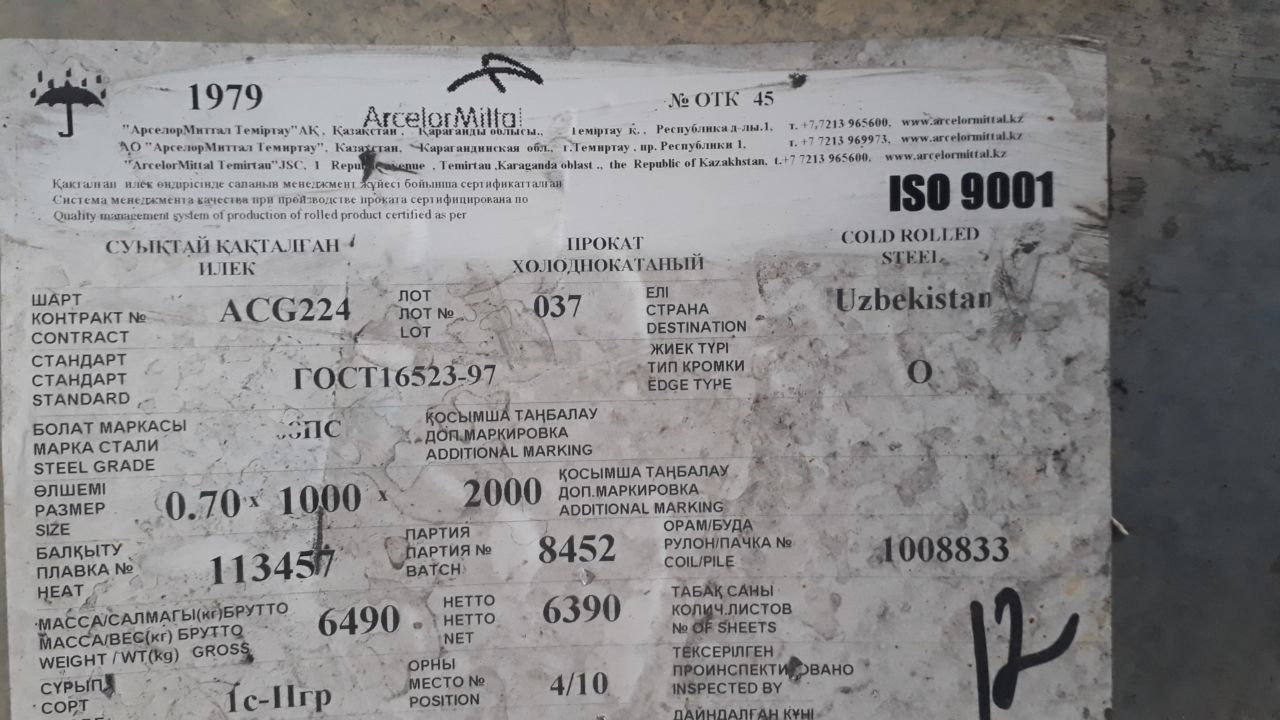 1979
ArcelorMittal
№ ОТК 45
"АрселорМиттал Теміртау"АҚ, Қазақстан, Қарағанды облысы., Теміртау қ., Республика д-лы.1, т. +7,7213 965600, www.arcelormittal.kz
АО "АрселорМиттал Темиртау", Казахстан, Карагандинская обл., г.Темиртау, пр. Республики 1, т.+7 7213 969973, www.arcelormittal.kz
"ArcelorMittal Temirtau"JSC, 1 Republic avenue, Temirtau, Karaganda oblast., the Republic of Kazakhstan, t.+7 7213 965600, www.arcelormittal.kz
Қакталған илек өндірісінде сапанын менеджмент жүйесі бойынша сертификатталған
Система менеджмента качества при производстве проката сертифицирована по
Quality management system of production of rolled product certified as per
ISO 9001
СУЫҚТАЙ ҚАҚТАЛҒАН
ИЛЕК
ПРОКАТ
ХОЛОДНОКАТАНЫЙ
COLD ROLLED
STEEL
ШАРТ
КОНТРАКТ №
CONTRACT
ACG224
ЛОТ
ЛОТ №
LOT
037
ЕЛІ
СТРАНА
DESTINATION
Uzbekistan
СТАНДАРТ
СТАНДАРТ
STANDARD
ГОСТ16523-97
ЖИЕК ТҮРІ
ТИП КРОМКИ
EDGE TYPE
О
БОЛАТ МАРКАСЫ
МАРКА СТАЛИ
STEEL GRADE
ҚОСЫМША ТАҢБАЛАУ
ДОП.МАРКИРОВКА
ADDITIONAL MARKING
ӨЛШЕМІ
РАЗМЕР
SIZE
0.70 x 1000 x 2000
ҚОСЫМША ТАҢБАЛАУ
ДОП.МАРКИРОВКА
ADDITIONAL MARKING
БАЛҚЫТУ
ПЛАВКА №
HEAT
113457
ПАРТИЯ
ПАРТИЯ №
BATCH
8452
ОРАМ/БУДА
РУЛОН/ПАЧКА №
COIL/PILE
1008833
МАССА/САЛМАҒЫ(кг)БРУТТО
МАССА/ВЕС(кг) БРУТТО
WEIGHT / WT(kg) GROSS
6490
НЕТТО
НЕТТО
NET
6390
ТАБАҚ САНЫ
КОЛИЧ.ЛИСТОВ
№ OF SHEETS
СҰРЫП
СОРТ
1с-IIгр
ОРНЫ
МЕСТО №
POSITION
4/10
ТЕКСЕРІЛГЕН
ПРОИНСПЕКТИРОВАНО
INSPECTED BY
12
ДАЙЫНДАЛҒАН КҮНІ